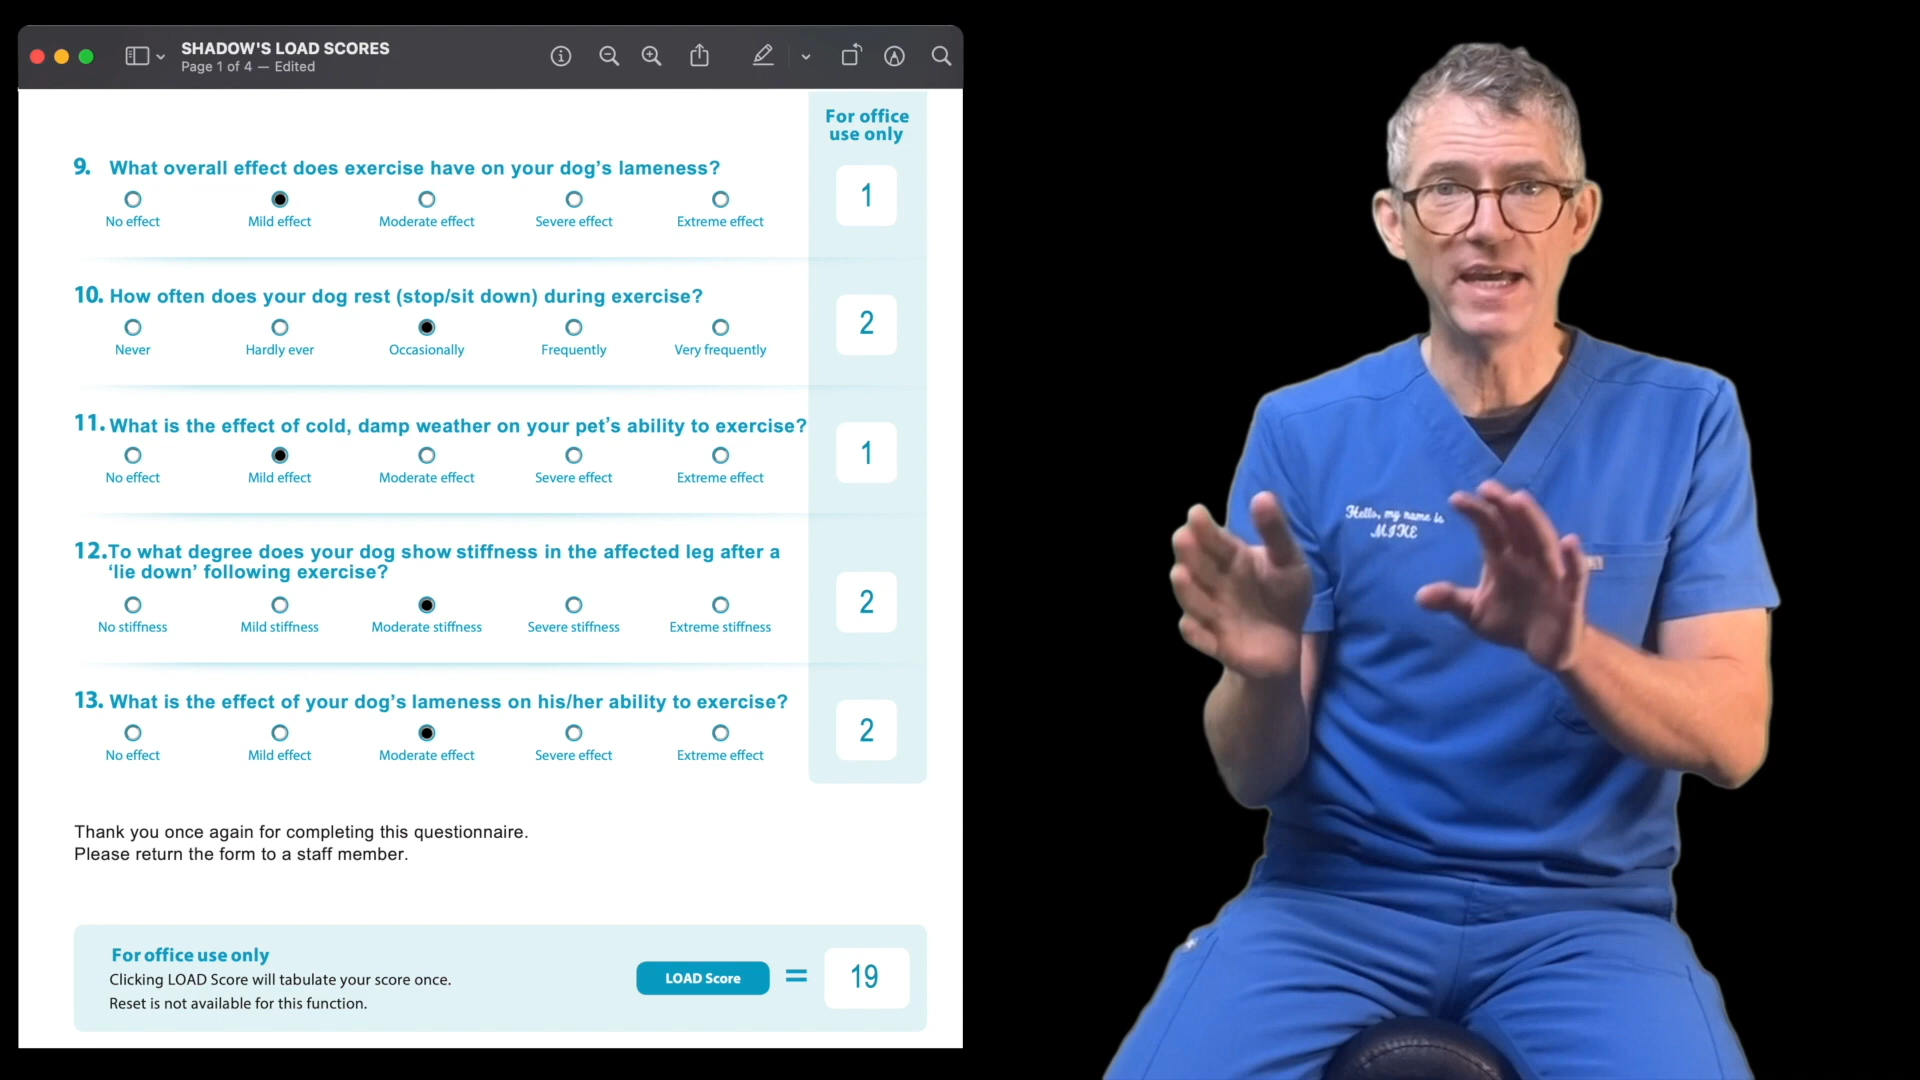 SHADOW'S LOAD SCORES
Page 1 of 4 — Edited
For office
use only
9. What overall effect does exercise have on your dog's lameness?
No effect Mild effect Moderate effect Severe effect Extreme effect
1
10. How often does your dog rest (stop/sit down) during exercise?
Never Hardly ever Occasionally Frequently Very frequently
2
11. What is the effect of cold, damp weather on your pet's ability to exercise?
No effect Mild effect Moderate effect Severe effect Extreme effect
1
12. To what degree does your dog show stiffness in the affected leg after a
'lie down' following exercise?
No stiffness Mild stiffness Moderate stiffness Severe stiffness Extreme stiffness
2
13. What is the effect of your dog's lameness on his/her ability to exercise?
No effect Mild effect Moderate effect Severe effect Extreme effect
2
Thank you once again for completing this questionnaire.
Please return the form to a staff member.
For office use only
Clicking LOAD Score will tabulate your score once.
Reset is not available for this function.
LOAD Score = 19
Hello, my name is
MIKE